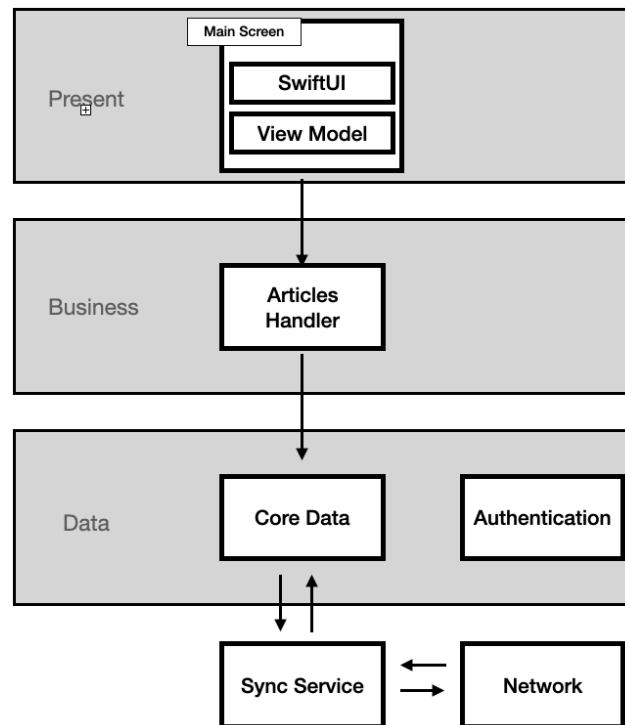 Main Screen
Present
SwiftUI
View Model
Business
Articles
Handler
Data
Core Data
Authentication
Sync Service
Network